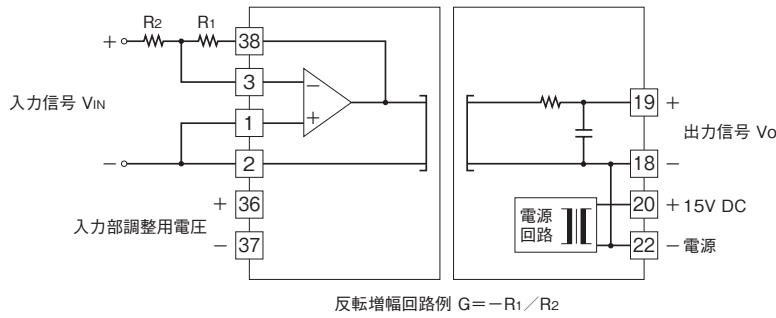 R2 R1
+
38
3
−
1
+
2
入力信号 VIN
−
+ 36
入力部調整用電圧
− 37
19 +
出力信号 Vo
18 −
電源
回路
20 +15V DC
22 −電源
反転増幅回路例 G=−R1/R2